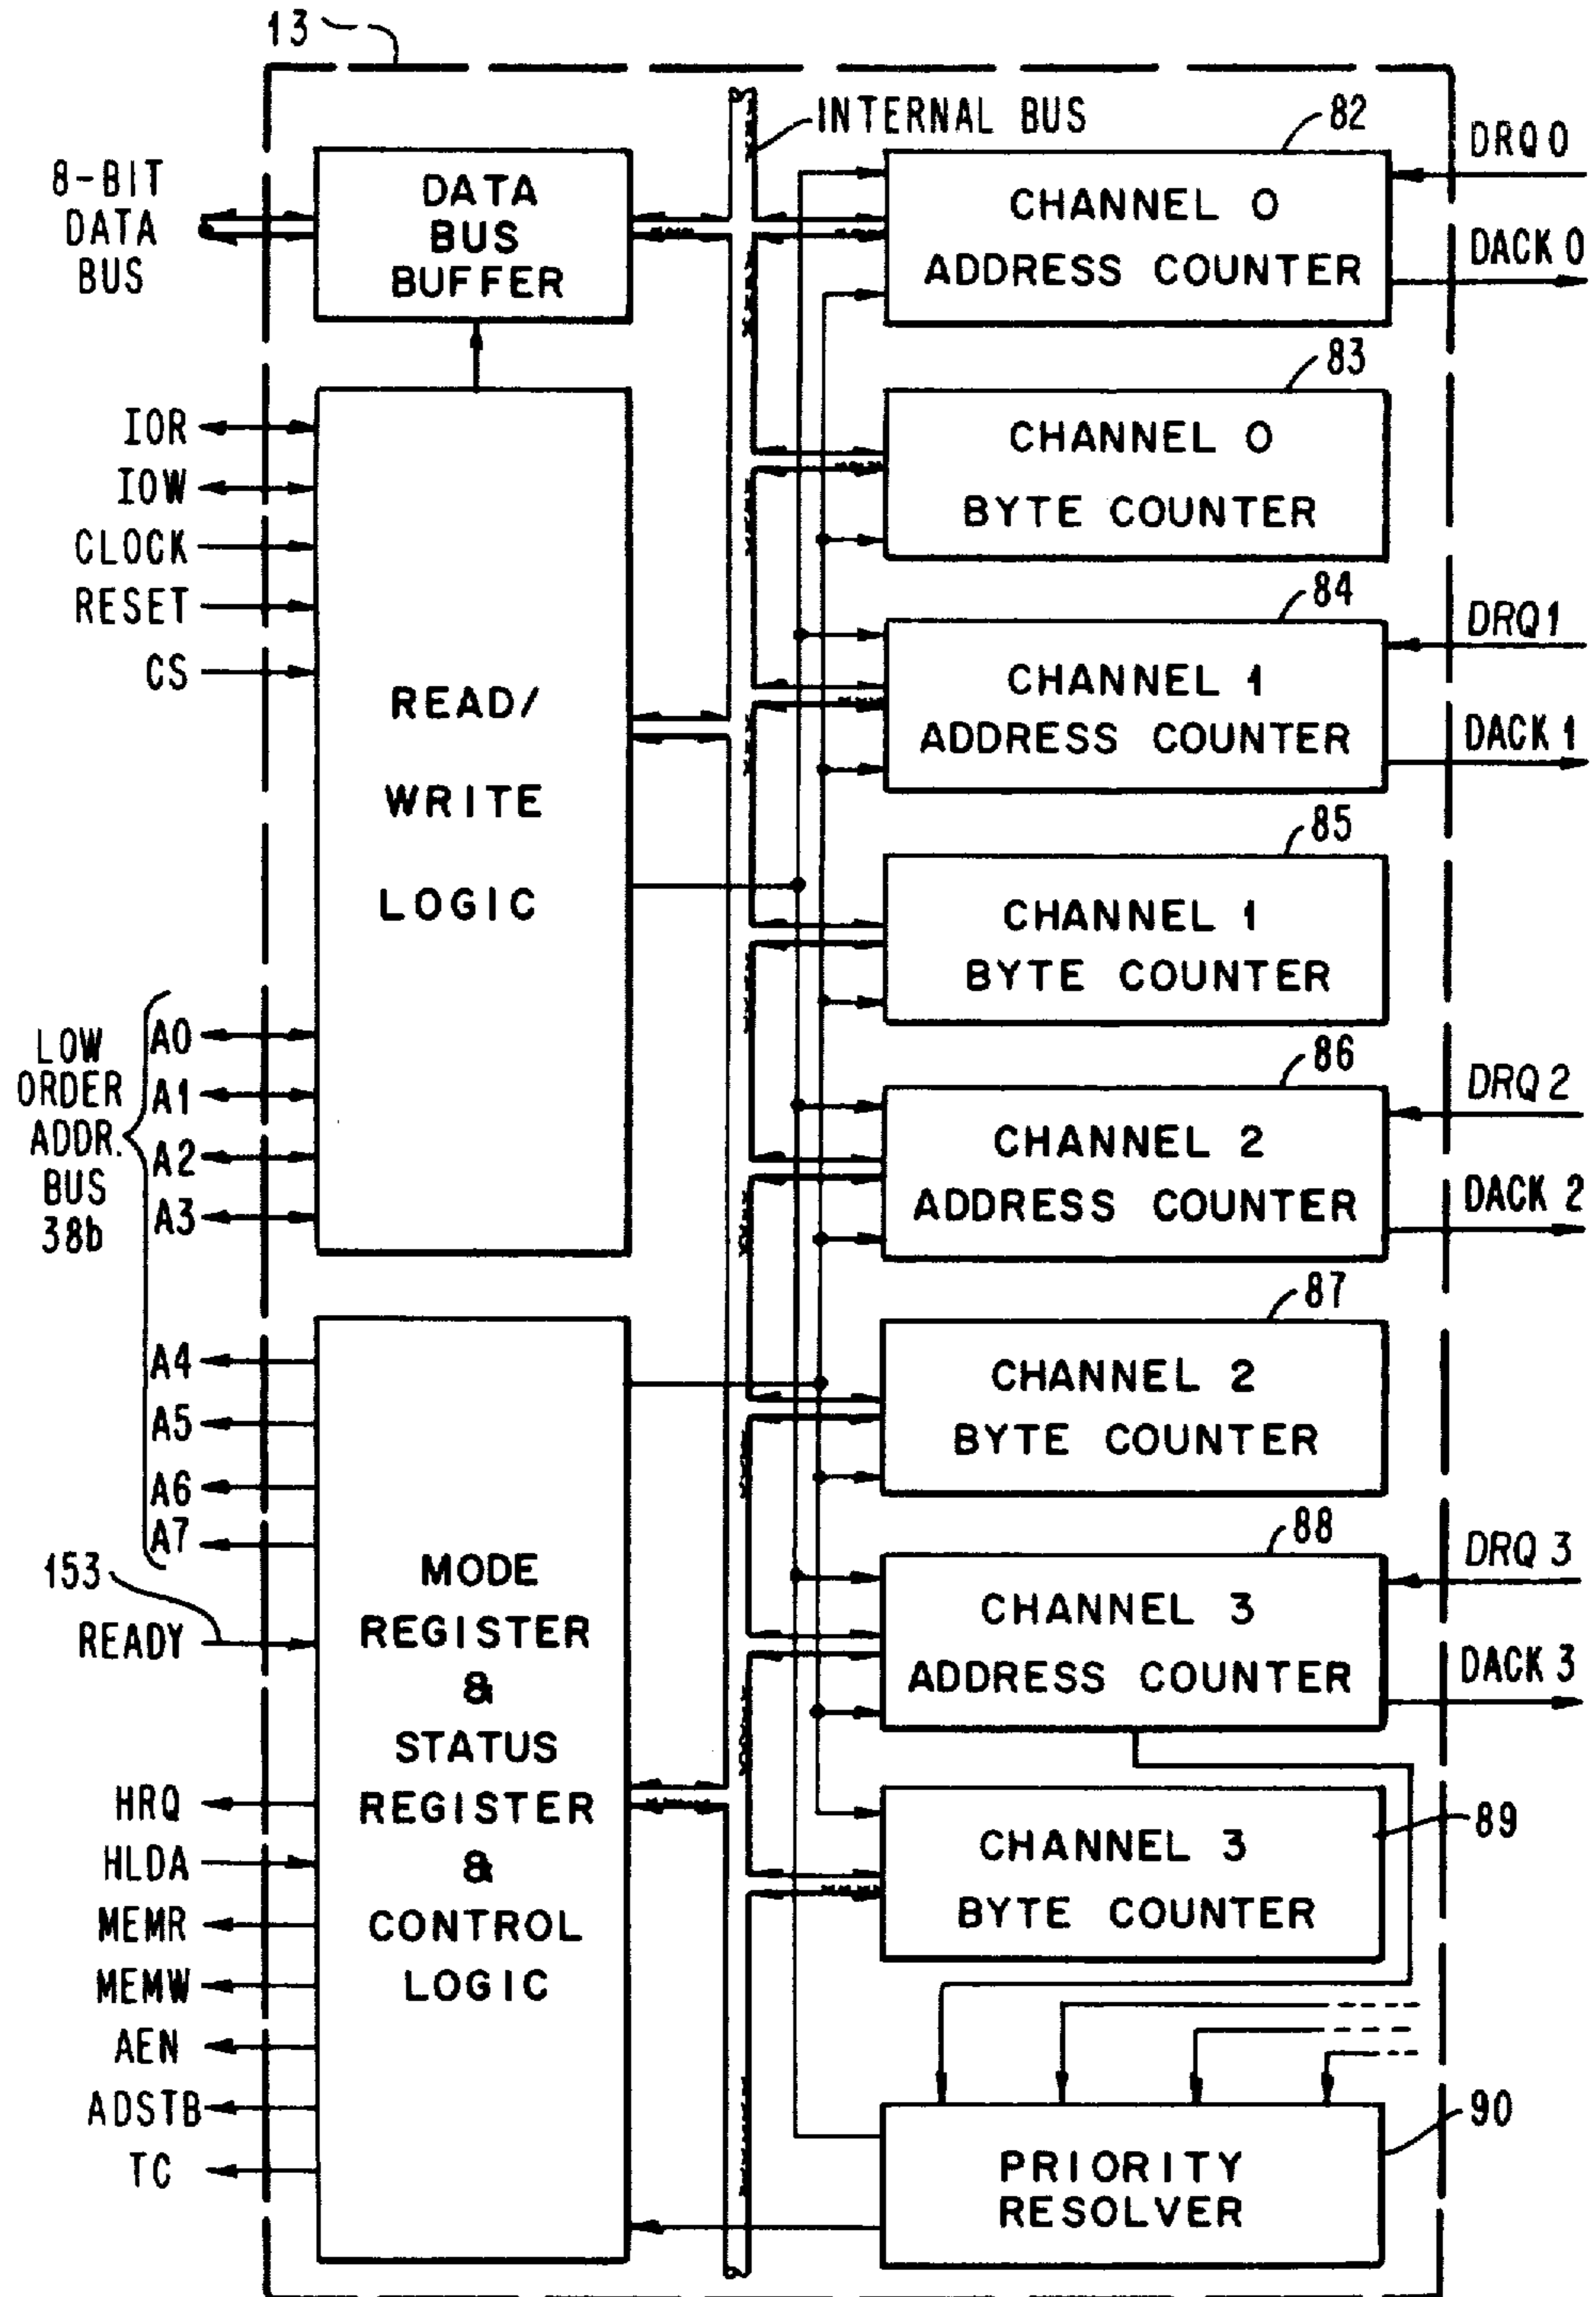 13
INTERNAL BUS
8-BIT
DATA
BUS
DATA
BUS
BUFFER
82
CHANNEL 0
ADDRESS COUNTER
DRQ 0
DACK 0
83
CHANNEL 0
BYTE COUNTER
IOR
IOW
CLOCK
RESET
CS
READ/
WRITE
LOGIC
84
CHANNEL 1
ADDRESS COUNTER
DRQ 1
DACK 1
85
CHANNEL 1
BYTE COUNTER
LOW
ORDER
ADDR.
BUS
38b
A0
A1
A2
A3
A4
A5
A6
A7
86
CHANNEL 2
ADDRESS COUNTER
DRQ 2
DACK 2
87
CHANNEL 2
BYTE COUNTER
153
READY
HRQ
HLDA
MEMR
MEMW
AEN
ADSTB
TC
MODE
REGISTER
&
STATUS
REGISTER
&
CONTROL
LOGIC
88
CHANNEL 3
ADDRESS COUNTER
DRQ 3
DACK 3
89
CHANNEL 3
BYTE COUNTER
90
PRIORITY
RESOLVER